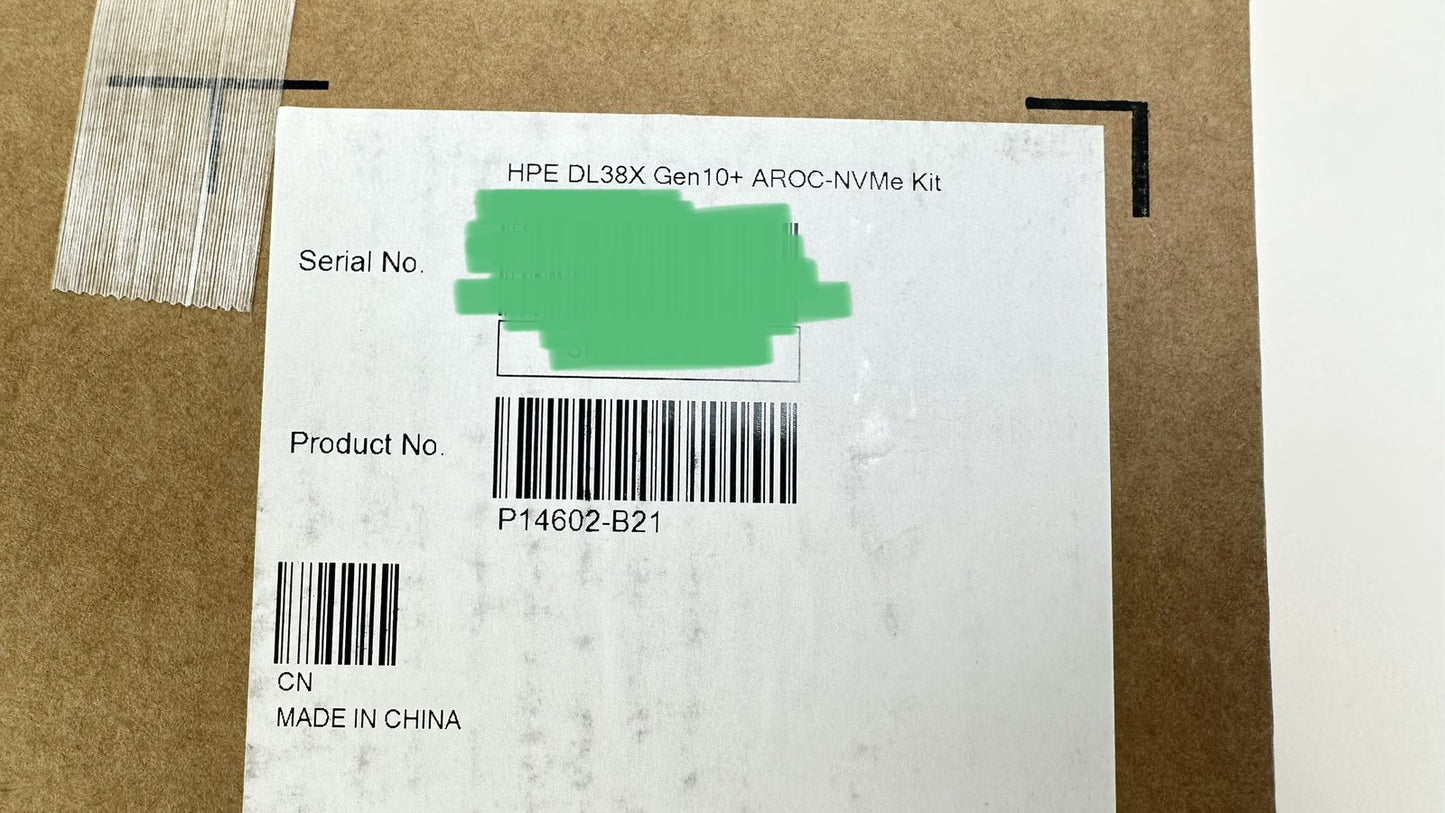 HPE DL38X Gen10+ AROC-NVMe Kit
Serial No.
Product No.
P14602-B21
CN
MADE IN CHINA